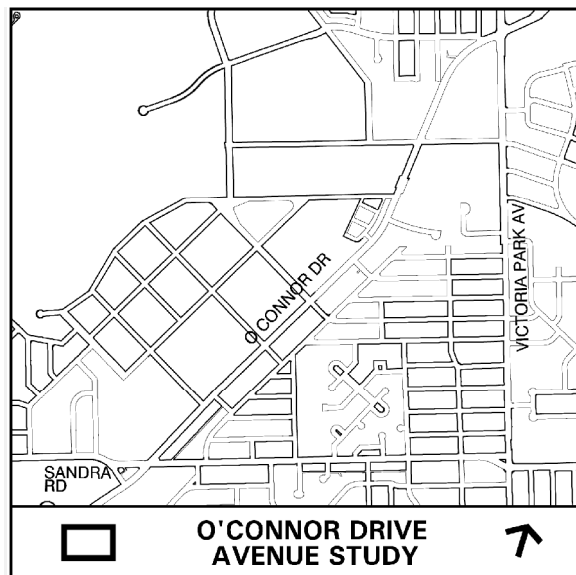 O CONNOR DR
VICTORIA PARK AV
SANDRA
RD
O'CONNOR DRIVE
AVENUE STUDY